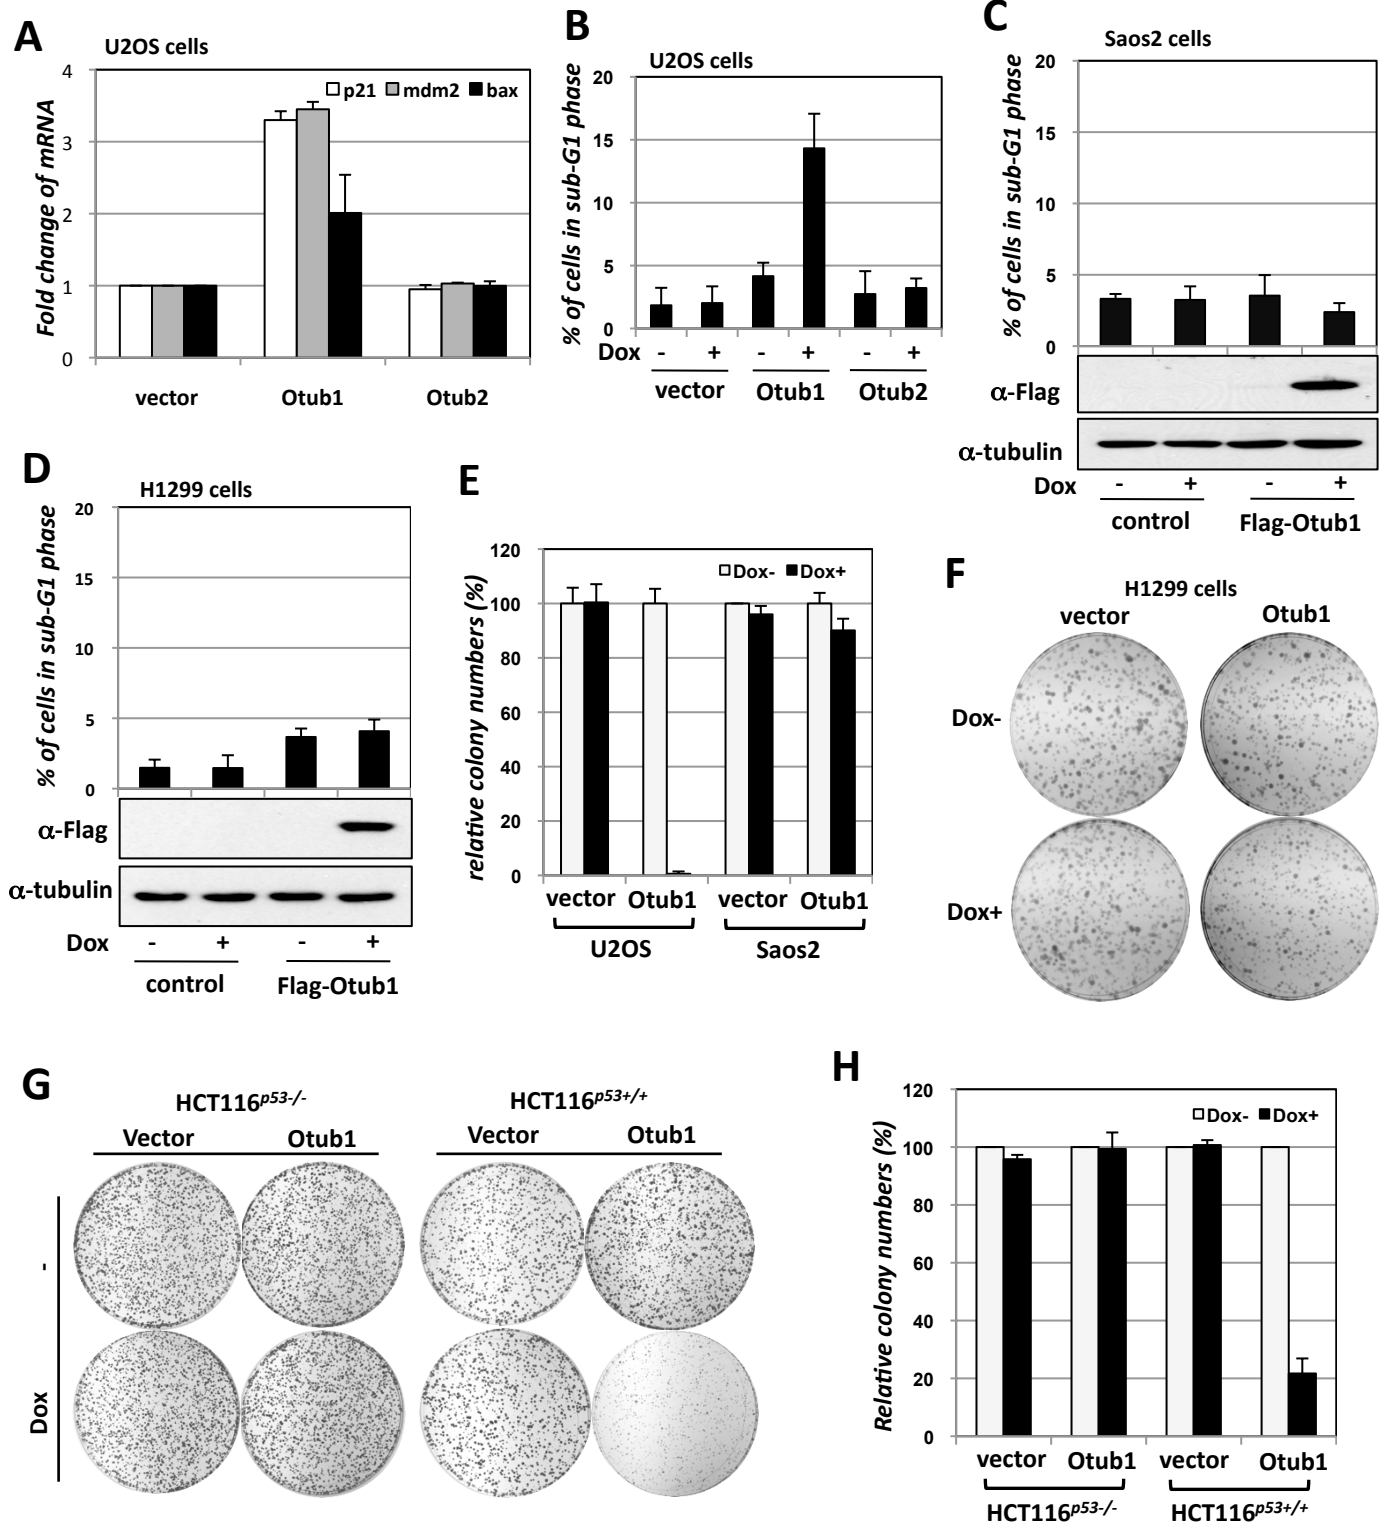 A
U2OS cells
Fold change of mRNA
4
3
2
1
0
p21 mdm2 bax
vector Otub1 Otub2
B
U2OS cells
% of cells in sub-G1 phase
20
15
10
5
0
Dox - + - + - +
vector Otub1 Otub2
C
Saos2 cells
% of cells in sub-G1 phase
20
15
10
5
0
α-Flag
α-tubulin
Dox - + - +
control Flag-Otub1
D
H1299 cells
% of cells in sub-G1 phase
20
15
10
5
0
α-Flag
α-tubulin
Dox - + - +
control Flag-Otub1
E
relative colony numbers (%)
120
100
80
60
40
20
0
Dox- Dox+
vector Otub1 vector Otub1
U2OS Saos2
F
H1299 cells
vector Otub1
Dox-
Dox+
G
HCT116p53-/- HCT116p53+/+
Vector Otub1 Vector Otub1
-
Dox
H
Relative colony numbers (%)
120
100
80
60
40
20
0
Dox- Dox+
vector Otub1 vector Otub1
HCT116p53-/- HCT116p53+/+